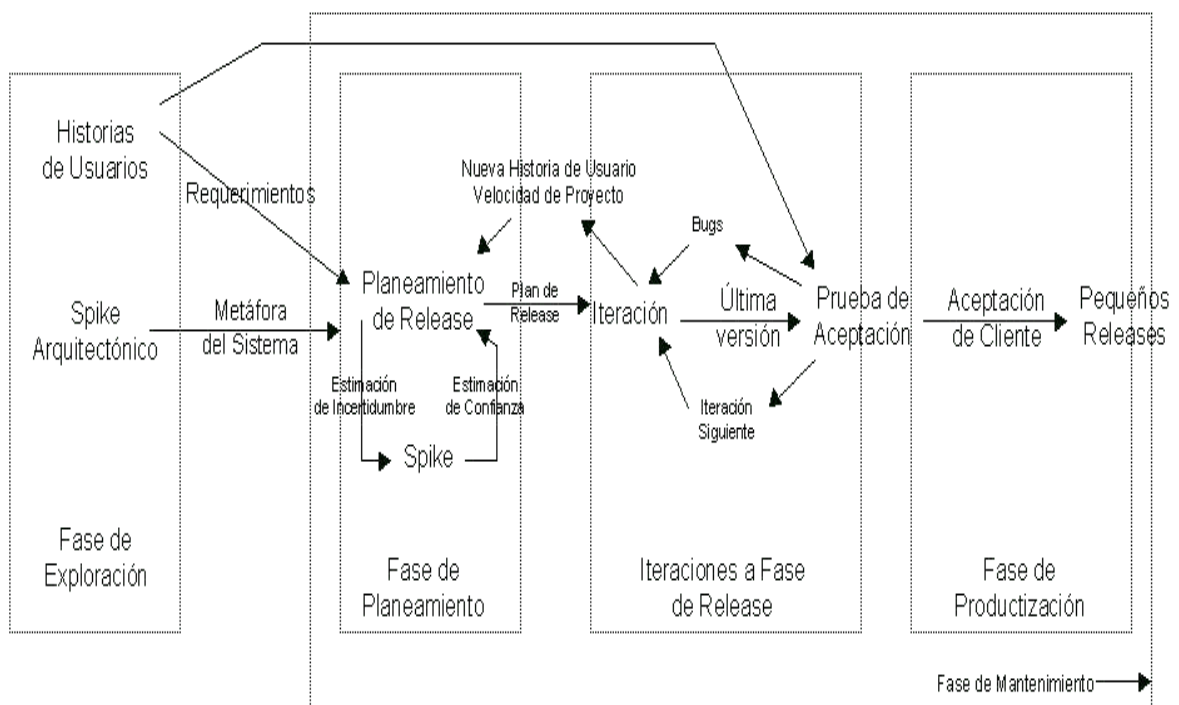 Historias
de Usuarios
Requerimientos
Spike
Arquitectónico
Metáfora
del Sistema
Fase de
Exploración
Nueva Historia de Usuario
Velocidad de Proyecto
Planeamiento
de Release
Plan de
Release
Estimación
de Incertidumbre
Estimación
de Confianza
Spike
Fase de
Planeamiento
Bugs
Iteración
Última
versión
Prueba de
Aceptación
Iteración
Siguiente
Iteraciones a Fase
de Release
Aceptación
de Cliente
Pequeños
Releases
Fase de
Productización
Fase de Mantenimiento